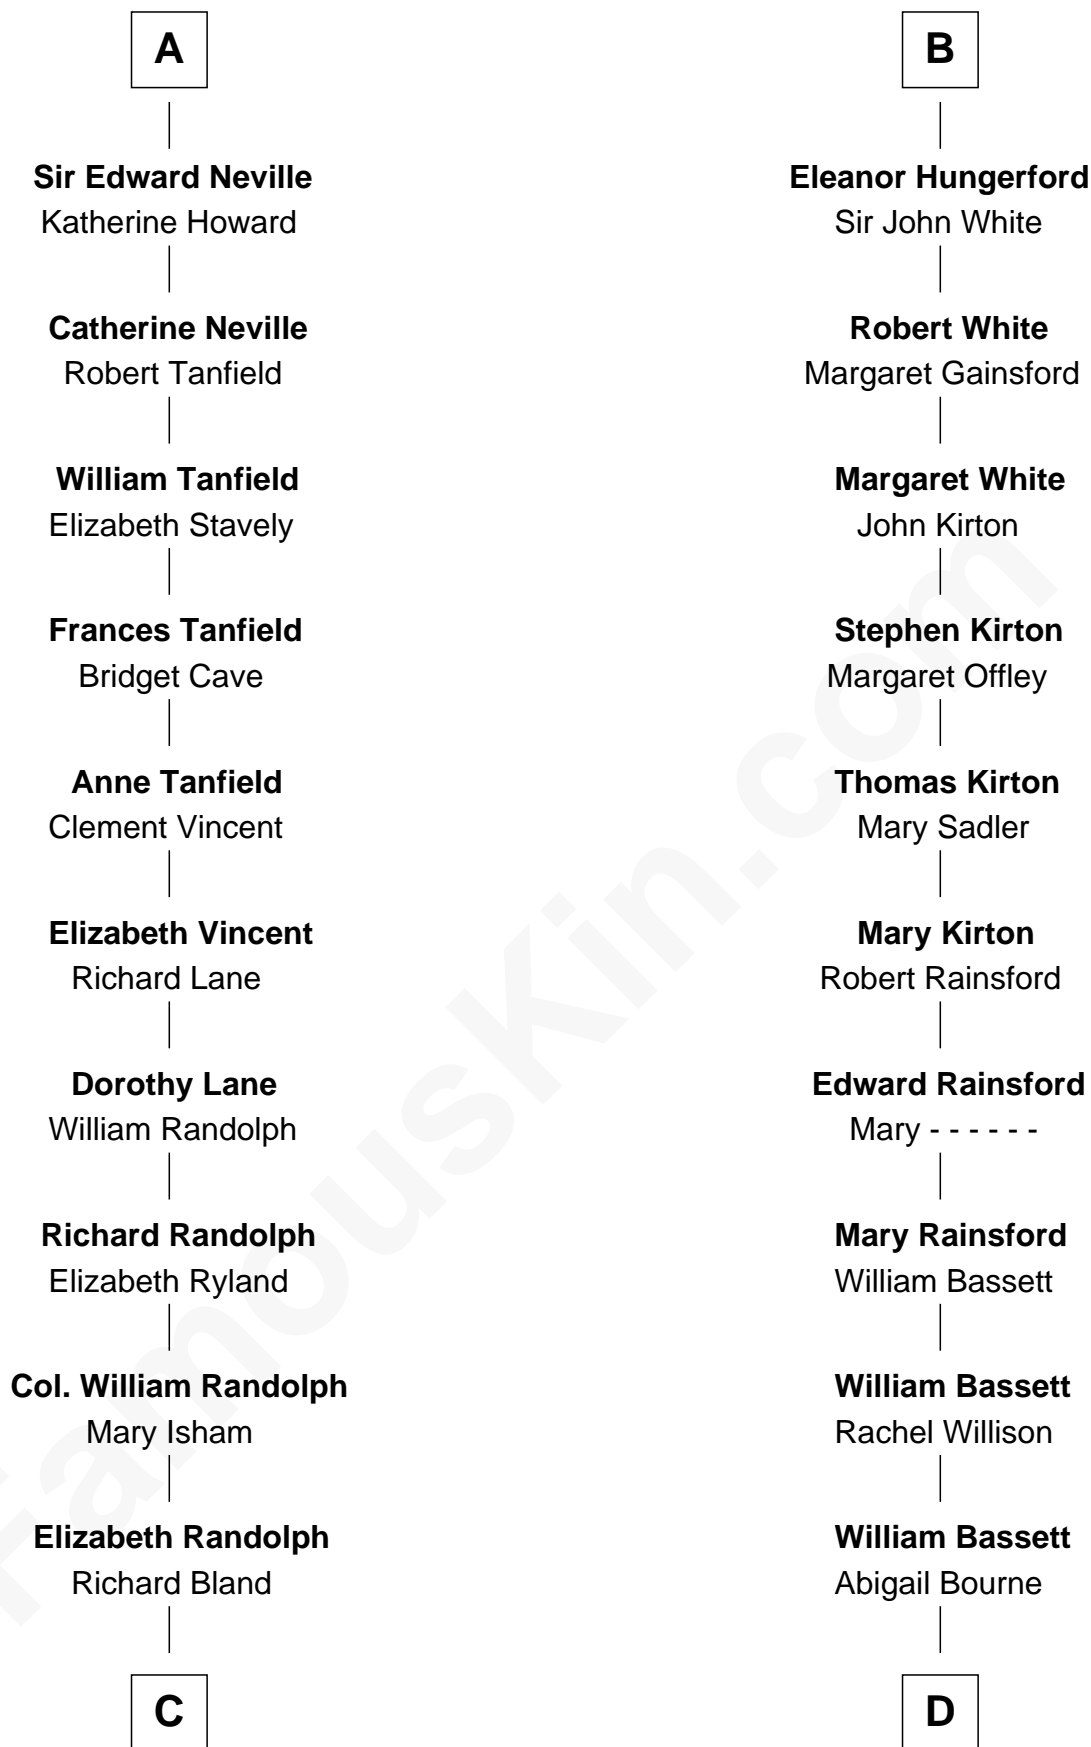 A
Sir Edward Neville
Katherine Howard
Catherine Neville
Robert Tanfield
William Tanfield
Elizabeth Stavely
Frances Tanfield
Bridget Cave
Anne Tanfield
Clement Vincent
Elizabeth Vincent
Richard Lane
Dorothy Lane
William Randolph
Richard Randolph
Elizabeth Ryland
Col. William Randolph
Mary Isham
Elizabeth Randolph
Richard Bland
C
B
Eleanor Hungerford
Sir John White
Robert White
Margaret Gainsford
Margaret White
John Kirton
Stephen Kirton
Margaret Offley
Thomas Kirton
Mary Sadler
Mary Kirton
Robert Rainsford
Edward Rainsford
Mary - - - - - -
Mary Rainsford
William Bassett
William Bassett
Rachel Willison
William Bassett
Abigail Bourne
D
FamousKin.com